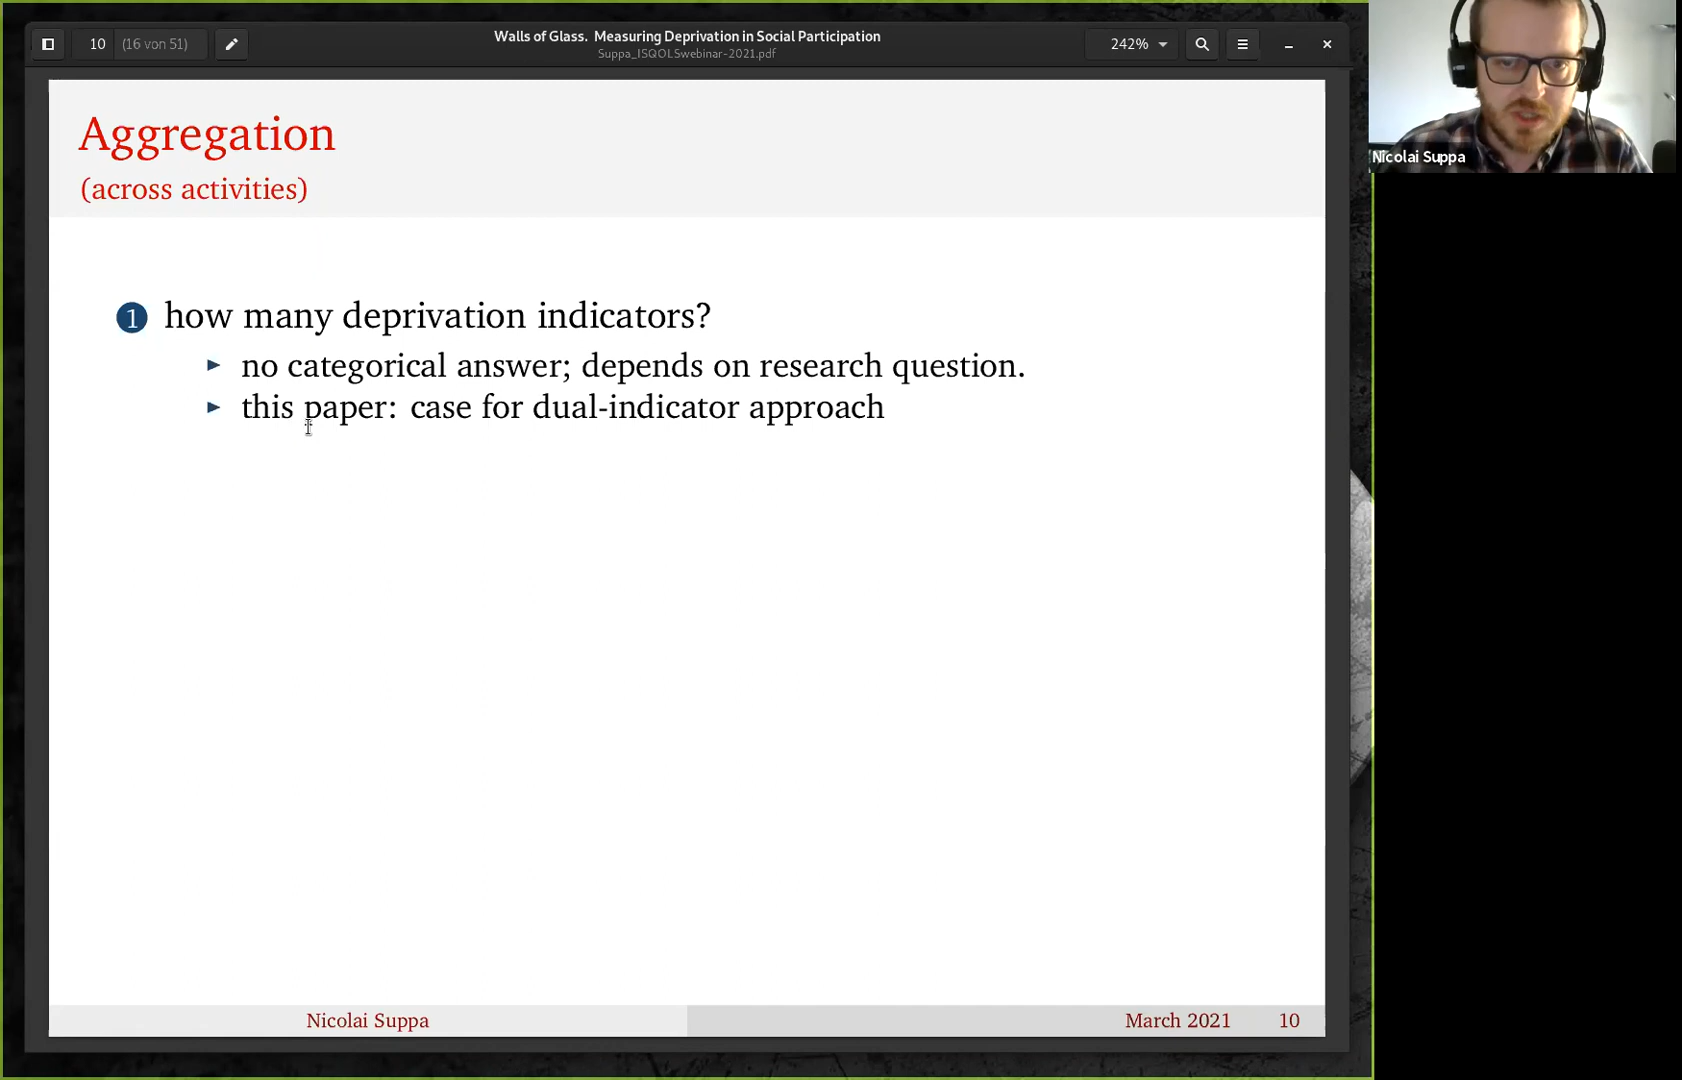 10 (16 von 51)
Walls of Glass. Measuring Deprivation in Social Participation
Suppa_ISQOLSwebinar-2021.pdf
242%
Nicolai Suppa
Aggregation
(across activities)
1 how many deprivation indicators?
► no categorical answer; depends on research question.
► this paper: case for dual-indicator approach
Nicolai Suppa
March 2021 10